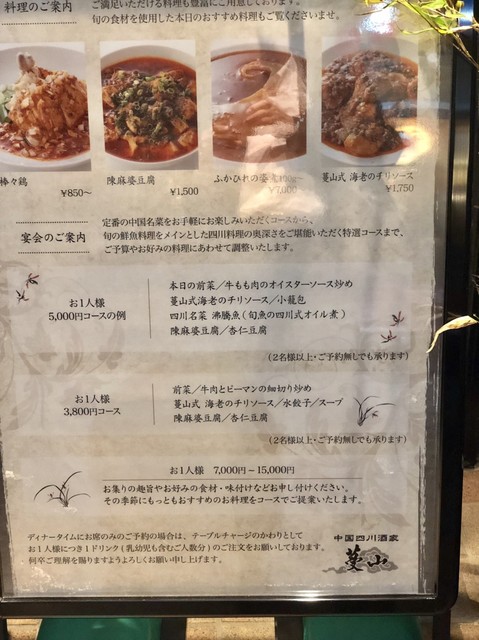 料理のご案内
ご満足いただける料理も豊富にご用意しております。
旬の食材を使用した本日のおすすめ料理もご覧くださいませ。
棒々鶏
¥850〜
陳麻婆豆腐
¥1,500
ふかひれの姿煮100g〜
¥7,000
蔓山式 海老のチリソース
¥1,750
宴会のご案内
定番の中国名菜をお手軽にお楽しみいただくコースから、
旬の鮮魚料理をメインとした四川料理の奥深さをご堪能いただく特選コースまで、
ご予算やお好みの料理にあわせて調整いたします。
お1人様
5,000円コースの例
本日の前菜／牛もも肉のオイスターソース炒め
蔓山式海老のチリソース／小籠包
四川名菜 沸騰魚（旬魚の四川式オイル煮）
陳麻婆豆腐／杏仁豆腐
（2名様以上・ご予約無しでも承ります）
お1人様
3,800円コース
前菜／牛肉とピーマンの細切り炒め
蔓山式 海老のチリソース／水餃子／スープ
陳麻婆豆腐／杏仁豆腐
（2名様以上・ご予約無しでも承ります）
お1人様 7,000円～15,000円
お集りの趣旨やお好みの食材・味付けなどお申し付けください。
その季節にもっともおすすめのお料理をコースでご提案いたします。
ディナータイムにお席のみのご予約の場合は、テーブルチャージのかわりとして
お1人様につき1ドリンク（乳幼児も含むご人数分）のご注文をお願いしております。
何卒ご理解を賜りますようよろしくお願い申し上げます。
中国四川酒家
蔓山